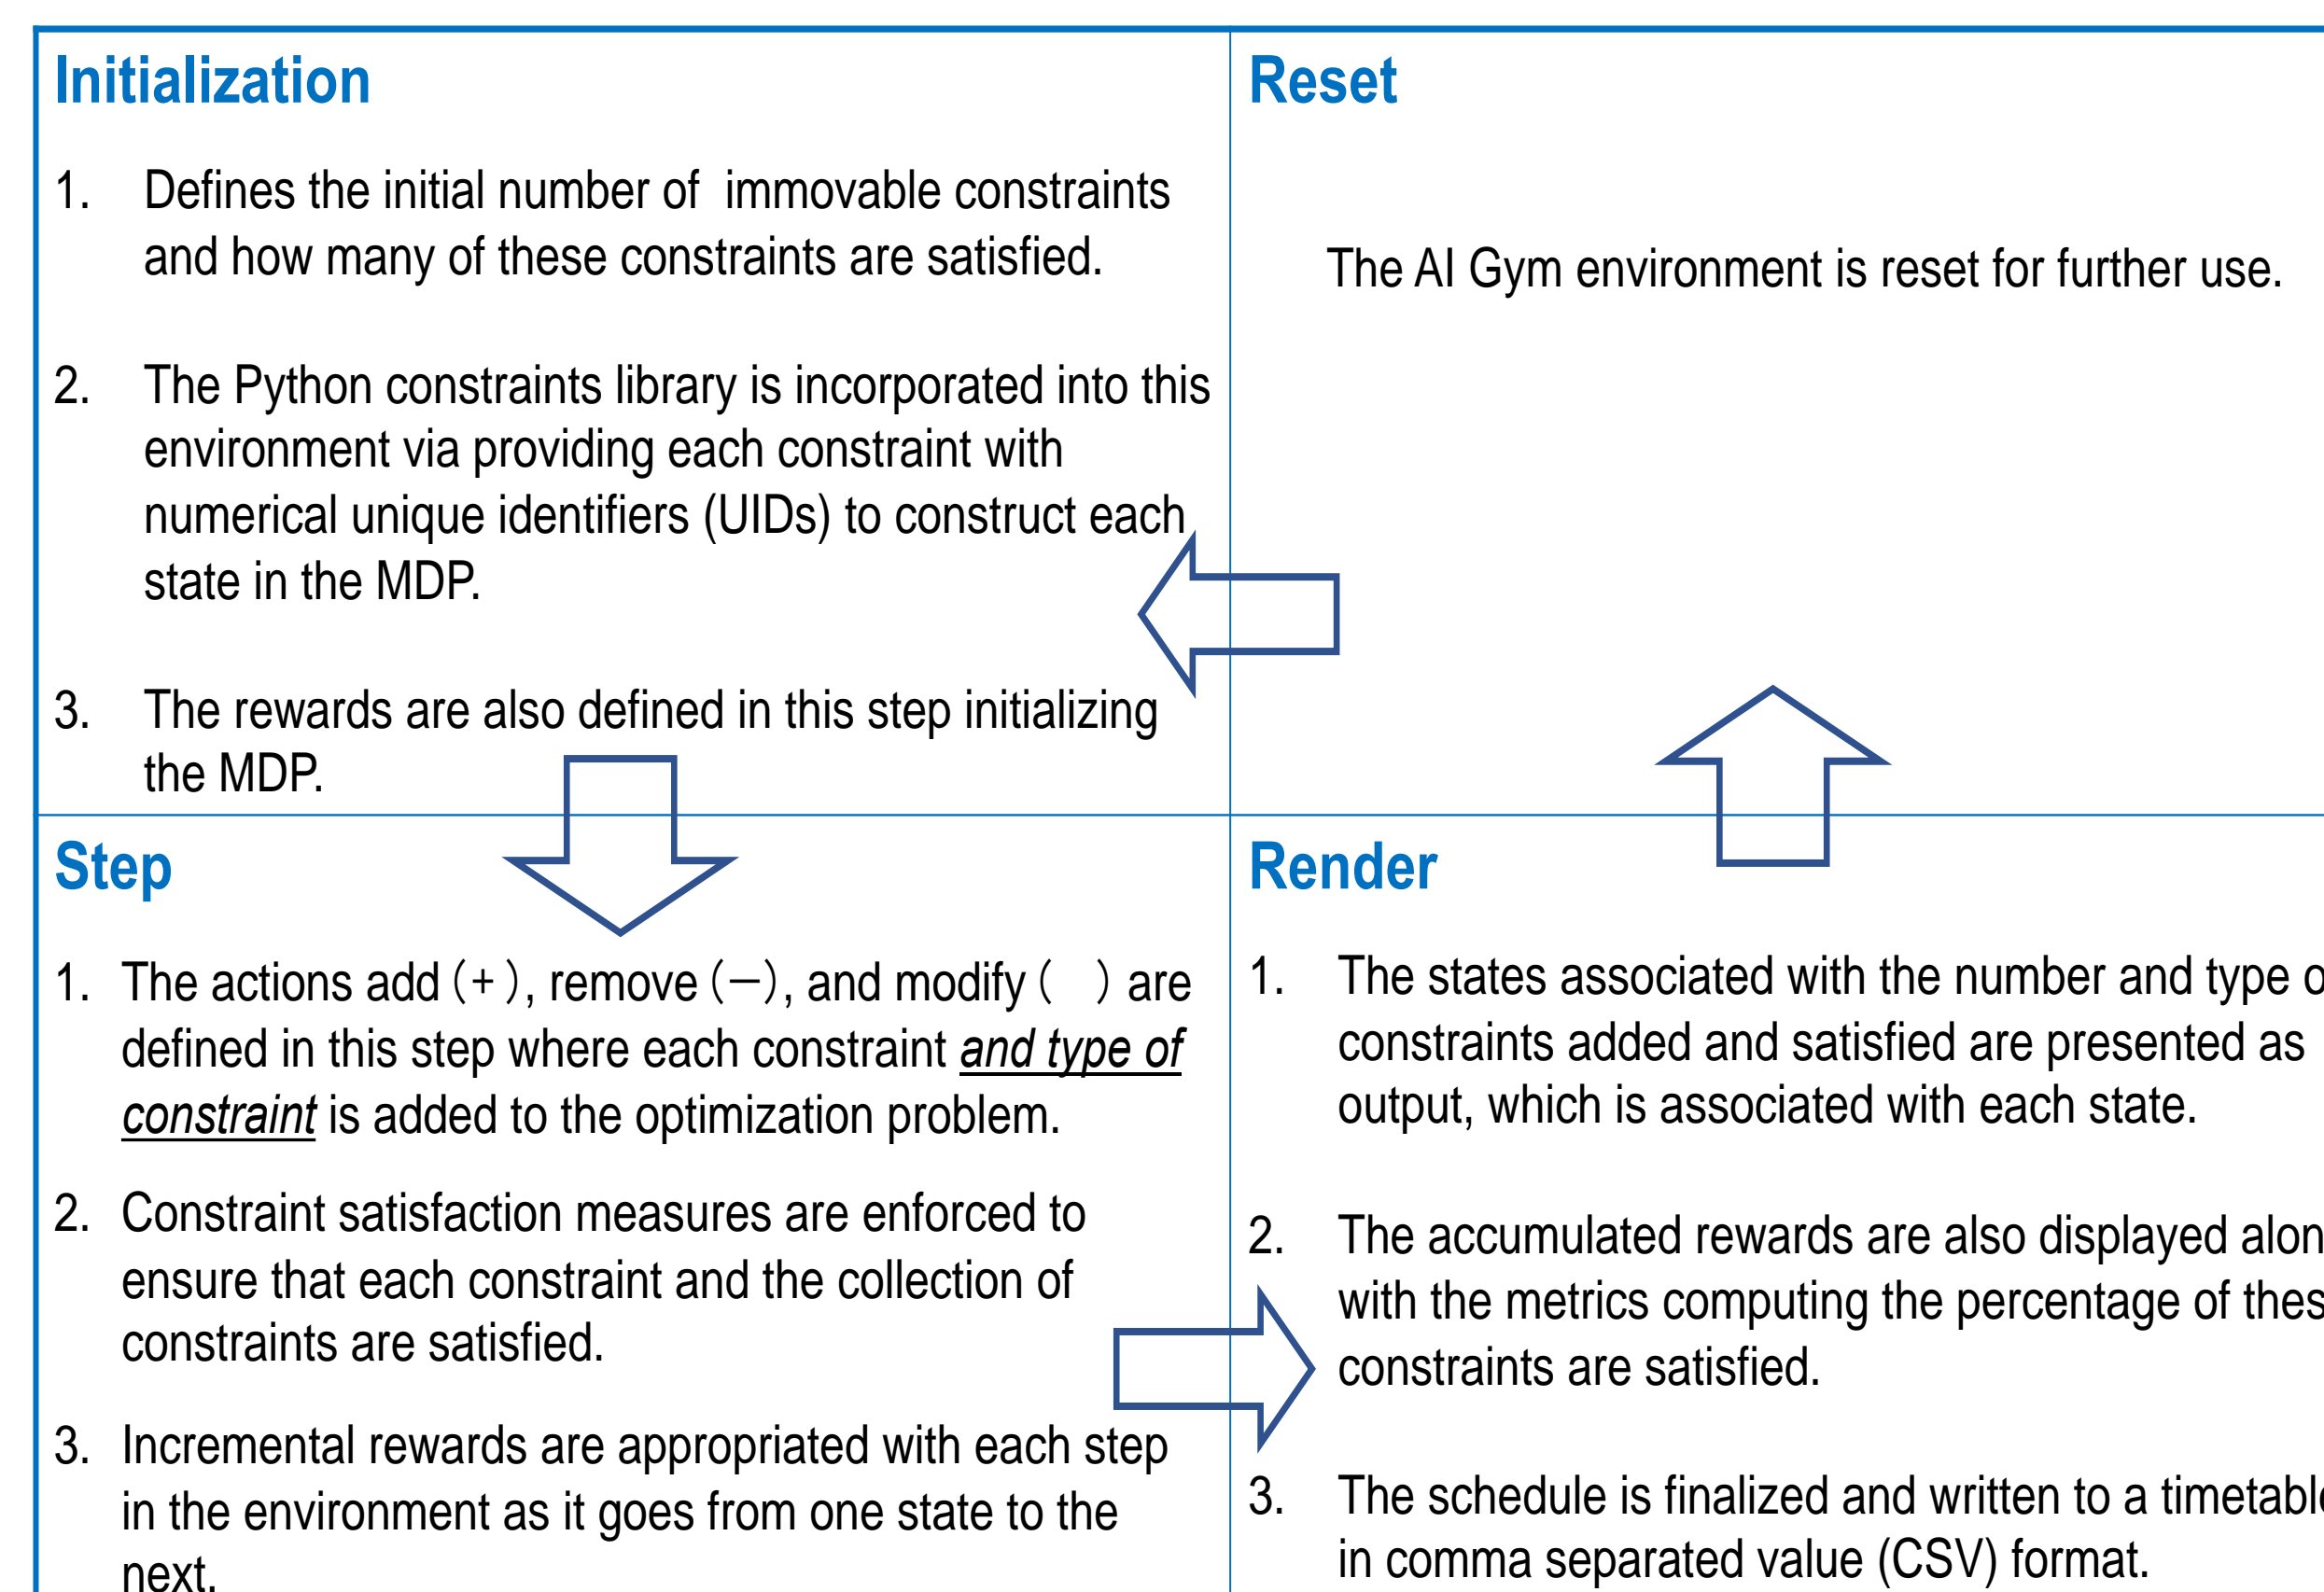 Initialization
1. Defines the initial number of immovable constraints
and how many of these constraints are satisfied.
2. The Python constraints library is incorporated into this
environment via providing each constraint with
numerical unique identifiers (UIDs) to construct each
state in the MDP.
3. The rewards are also defined in this step initializing
the MDP.
Reset
The AI Gym environment is reset for further use.
Step
1. The actions add (+), remove (−), and modify ( ) are
defined in this step where each constraint and type of
constraint is added to the optimization problem.
2. Constraint satisfaction measures are enforced to
ensure that each constraint and the collection of
constraints are satisfied.
3. Incremental rewards are appropriated with each step
in the environment as it goes from one state to the
next.
Render
1. The states associated with the number and type
constraints added and satisfied are presented as
output, which is associated with each state.
2. The accumulated rewards are also displayed
with the metrics computing the percentage of
constraints are satisfied.
3. The schedule is finalized and written to a timetable
in comma separated value (CSV) format.